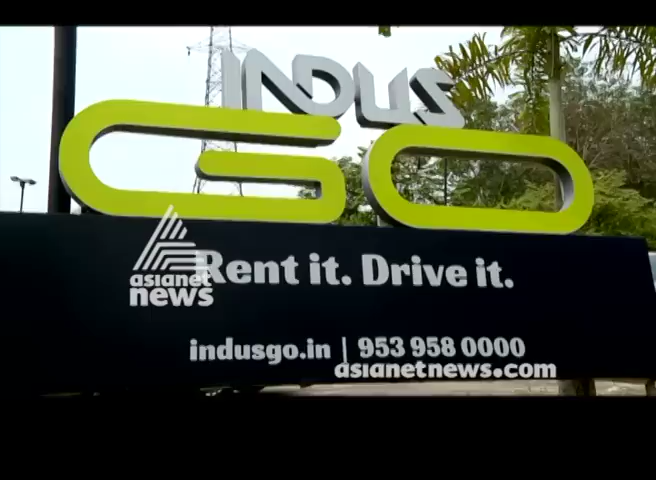 INDUS
GO
Rent it. Drive it.
asianet
news
indusgo.in | 953 958 0000
asianetnews.com